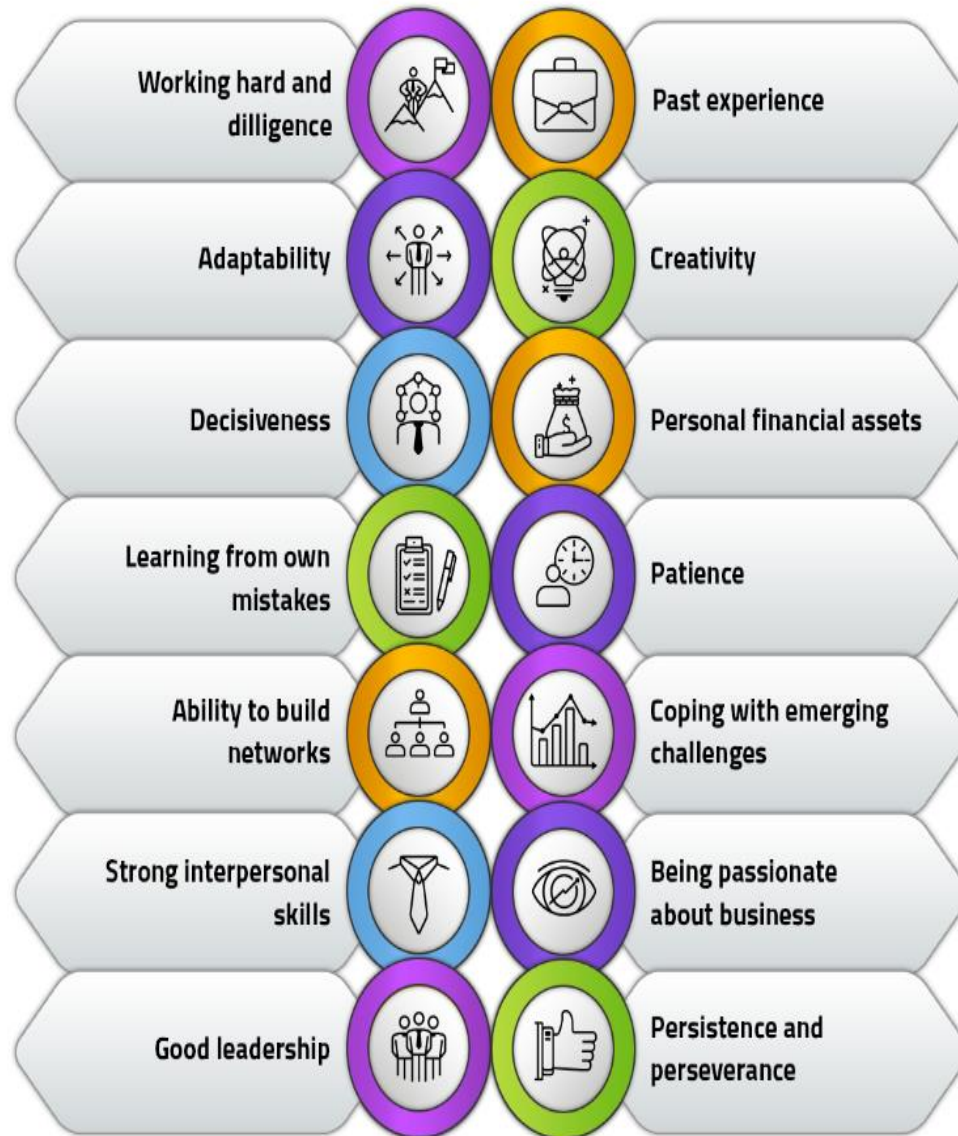 Working hard and
dilligence
Past experience
Adaptability
Creativity
Decisiveness
Personal financial assets
Learning from own
mistakes
Patience
Ability to build
networks
Coping with emerging
challenges
Strong interpersonal
skills
Being passionate
about business
Good leadership
Persistence and
perseverance